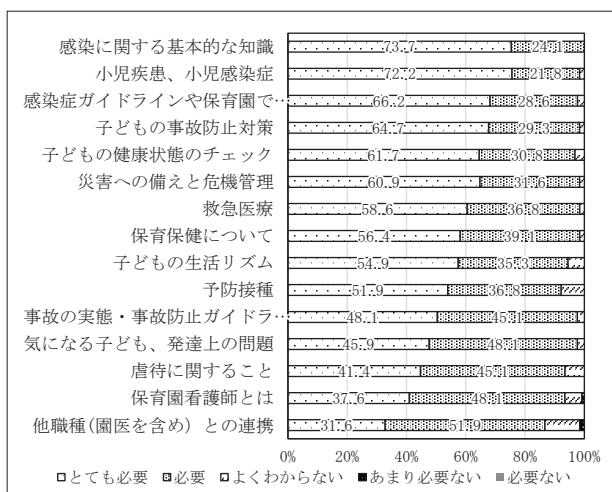 感染に関する基本的な知識 73.7 24.1
小児疾患、小児感染症 72.2 21.8
感染症ガイドラインや保育園で… 66.2 28.6
子どもの事故防止対策 64.7 29.3
子どもの健康状態のチェック 61.7 30.8
災害への備えと危機管理 60.9 31.6
救急医療 58.6 36.8
保育保健について 56.4 39.1
子どもの生活リズム 54.9 35.3
予防接種 51.9 36.8
事故の実態・事故防止ガイドラ… 48.1 45.1
気になる子ども、発達上の問題 45.9 48.1
虐待に関すること 41.4 45.1
保育園看護師とは 37.6 48.1
他職種(園医を含め）との連携 31.6 51.9
0% 20% 40% 60% 80% 100%
とても必要 必要 よくわからない あまり必要ない 必要ない